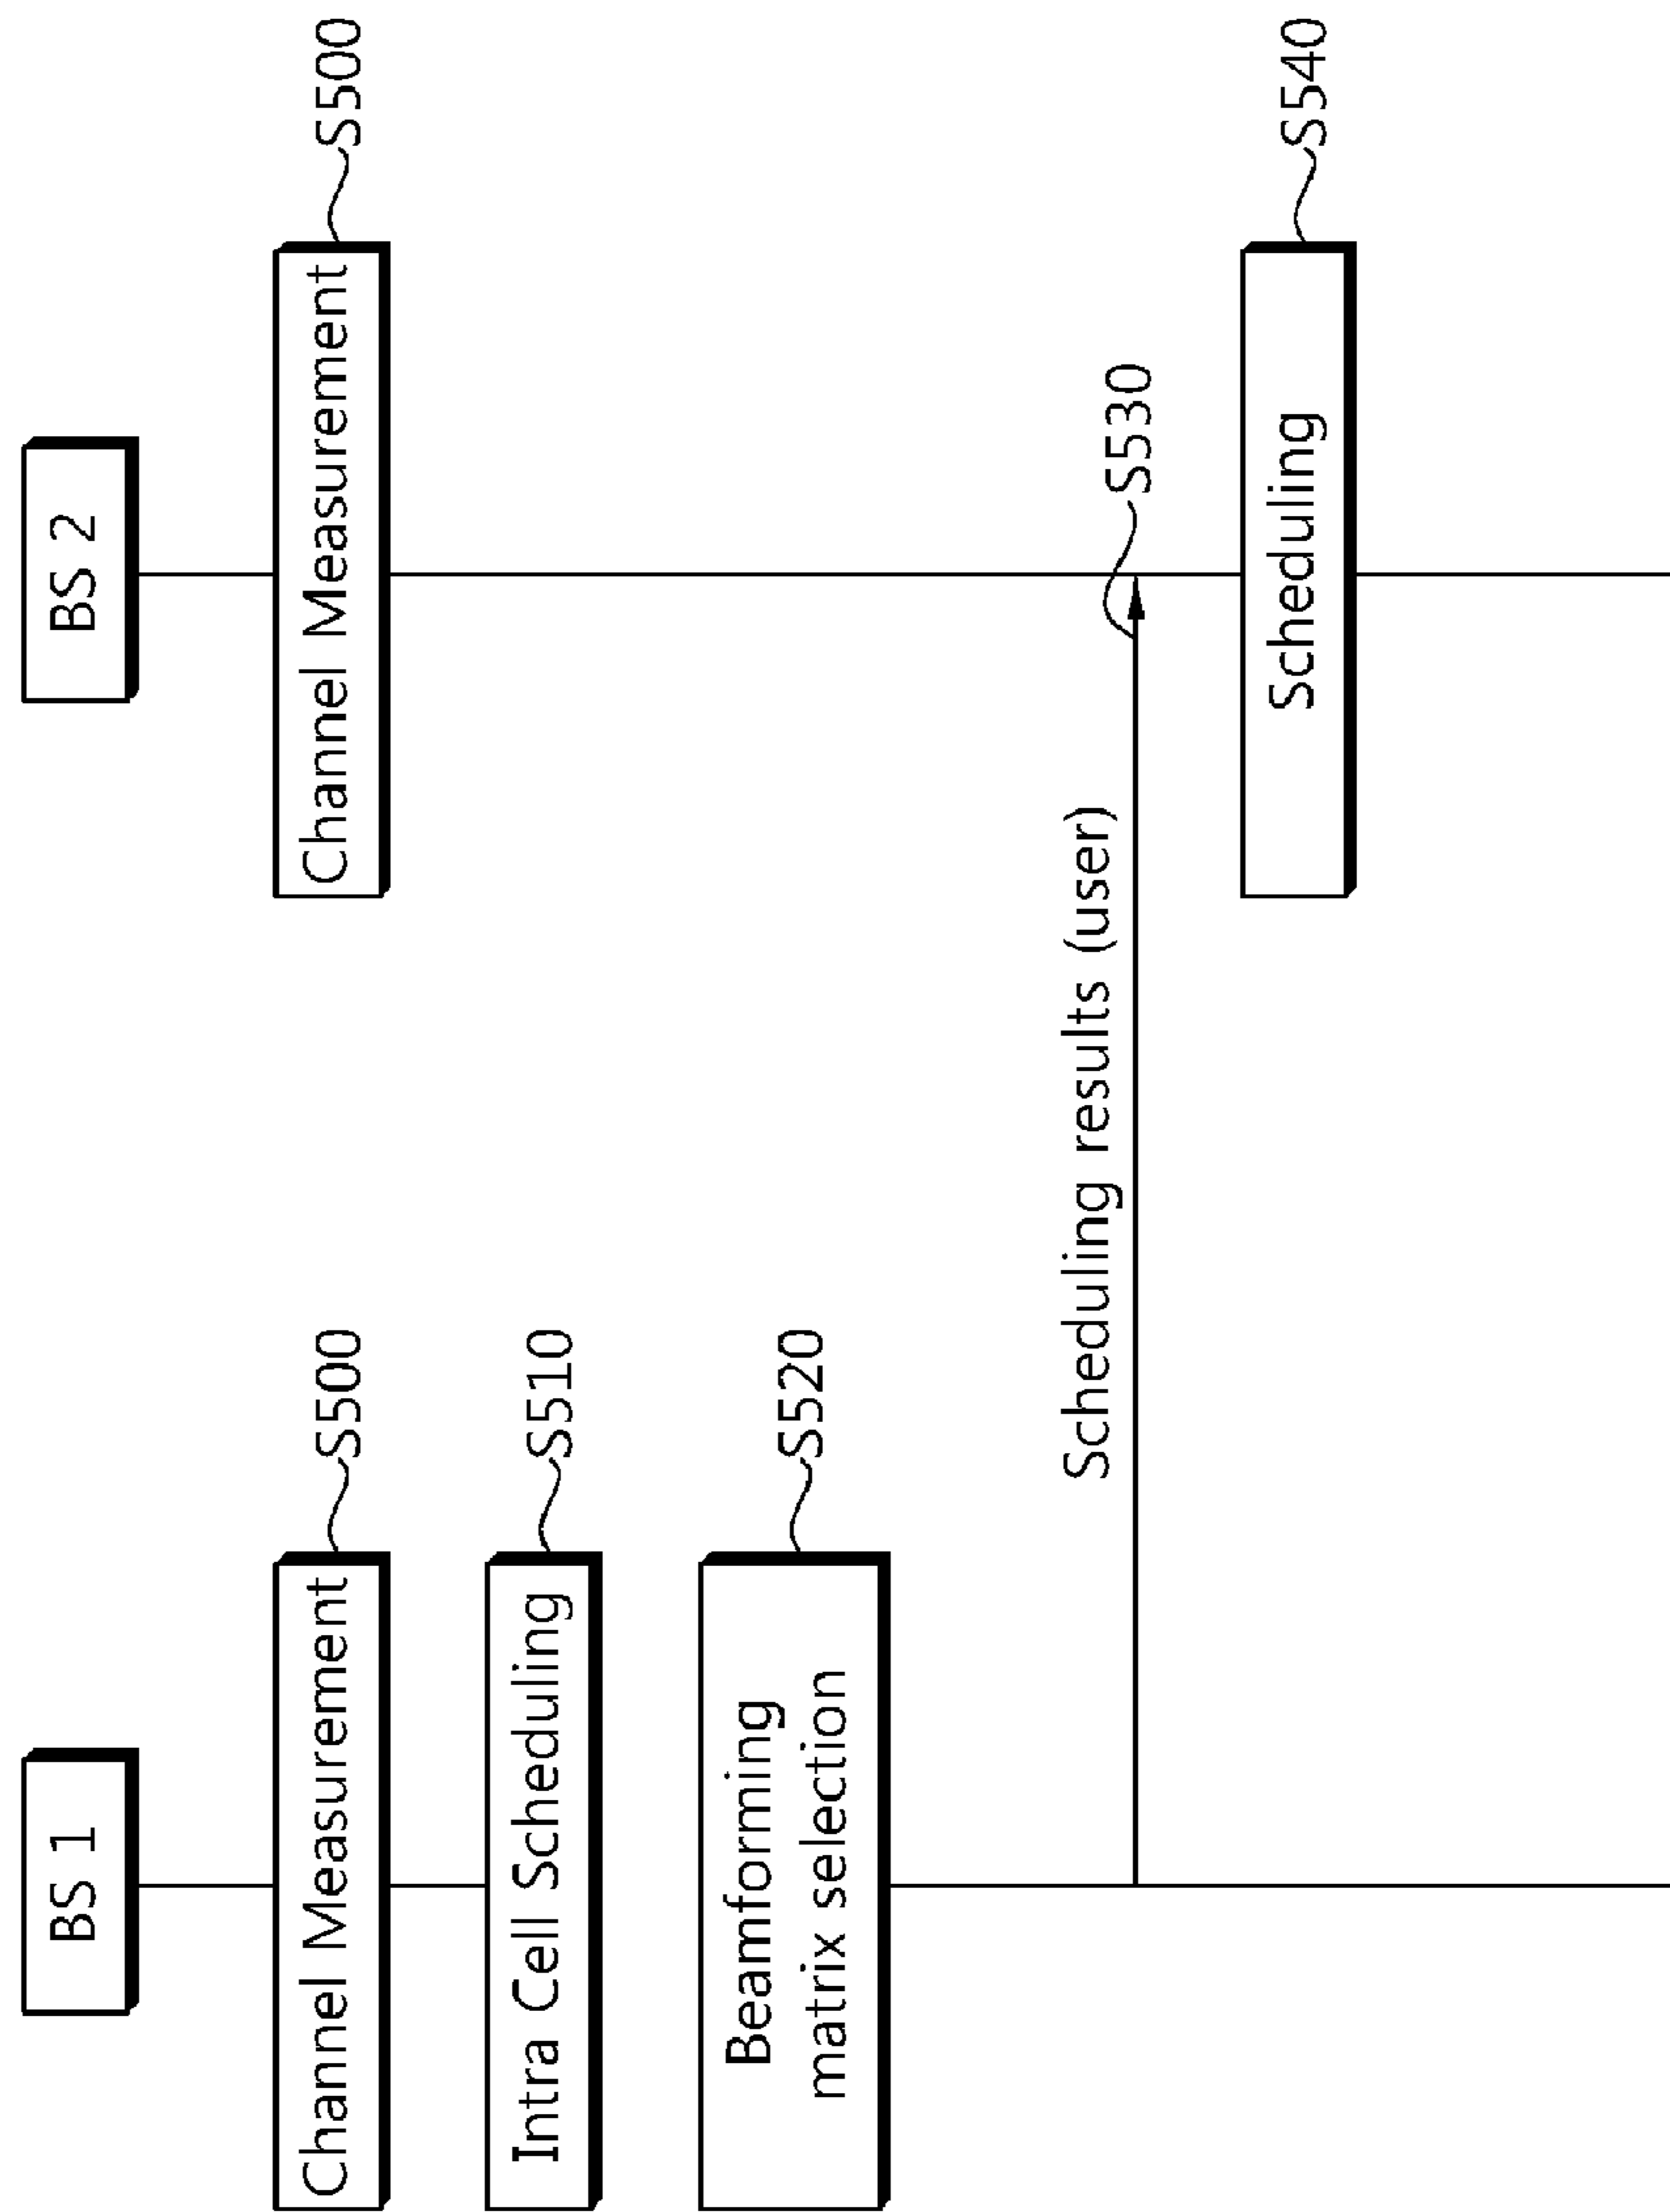 BS 1
BS 2
Channel Measurement
S500
Channel Measurement
S500
Intra Cell Scheduling
S510
Beamforming
matrix selection
S520
Scheduling results (user)
S530
Scheduling
S540